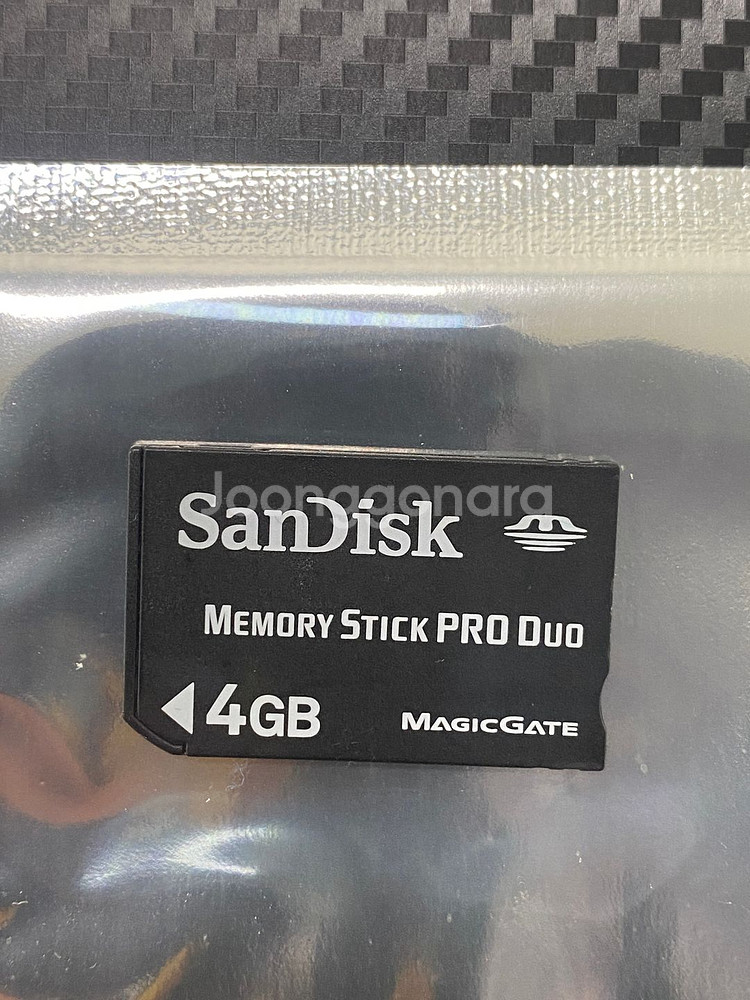 Joonggonara
SanDisk
MEMORY STICK PRO DUO
4GB MAGICGATE